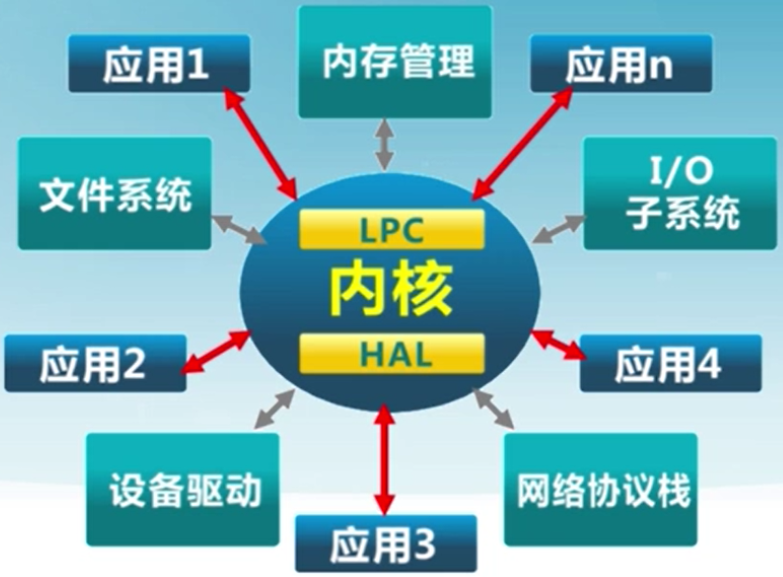 应用1
内存管理
应用n
文件系统
I/O
子系统
LPC
内核
HAL
应用2
应用4
设备驱动
网络协议栈
应用3